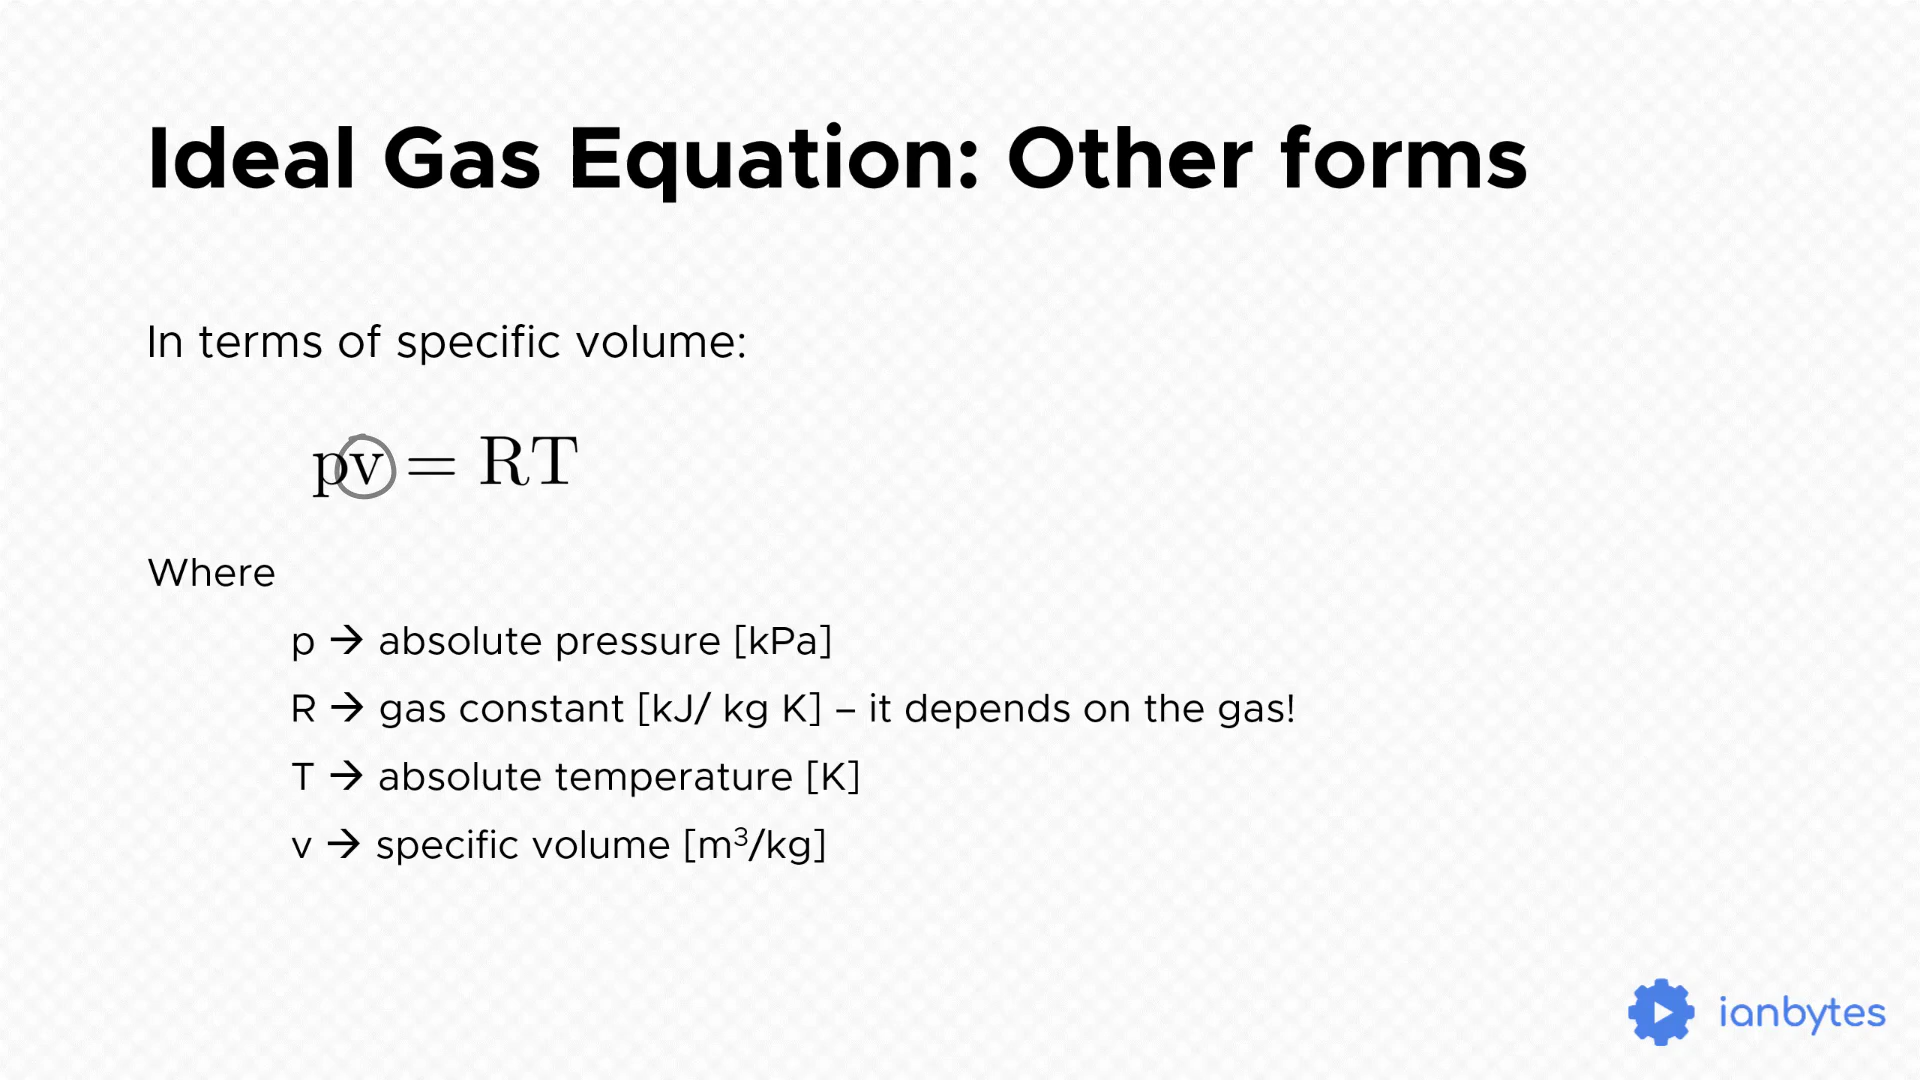 Ideal Gas Equation: Other forms
In terms of specific volume:
pv = RT
Where
p → absolute pressure [kPa]
R → gas constant [kJ/ kg K] – it depends on the gas!
T → absolute temperature [K]
v → specific volume [m³/kg]
ianbytes